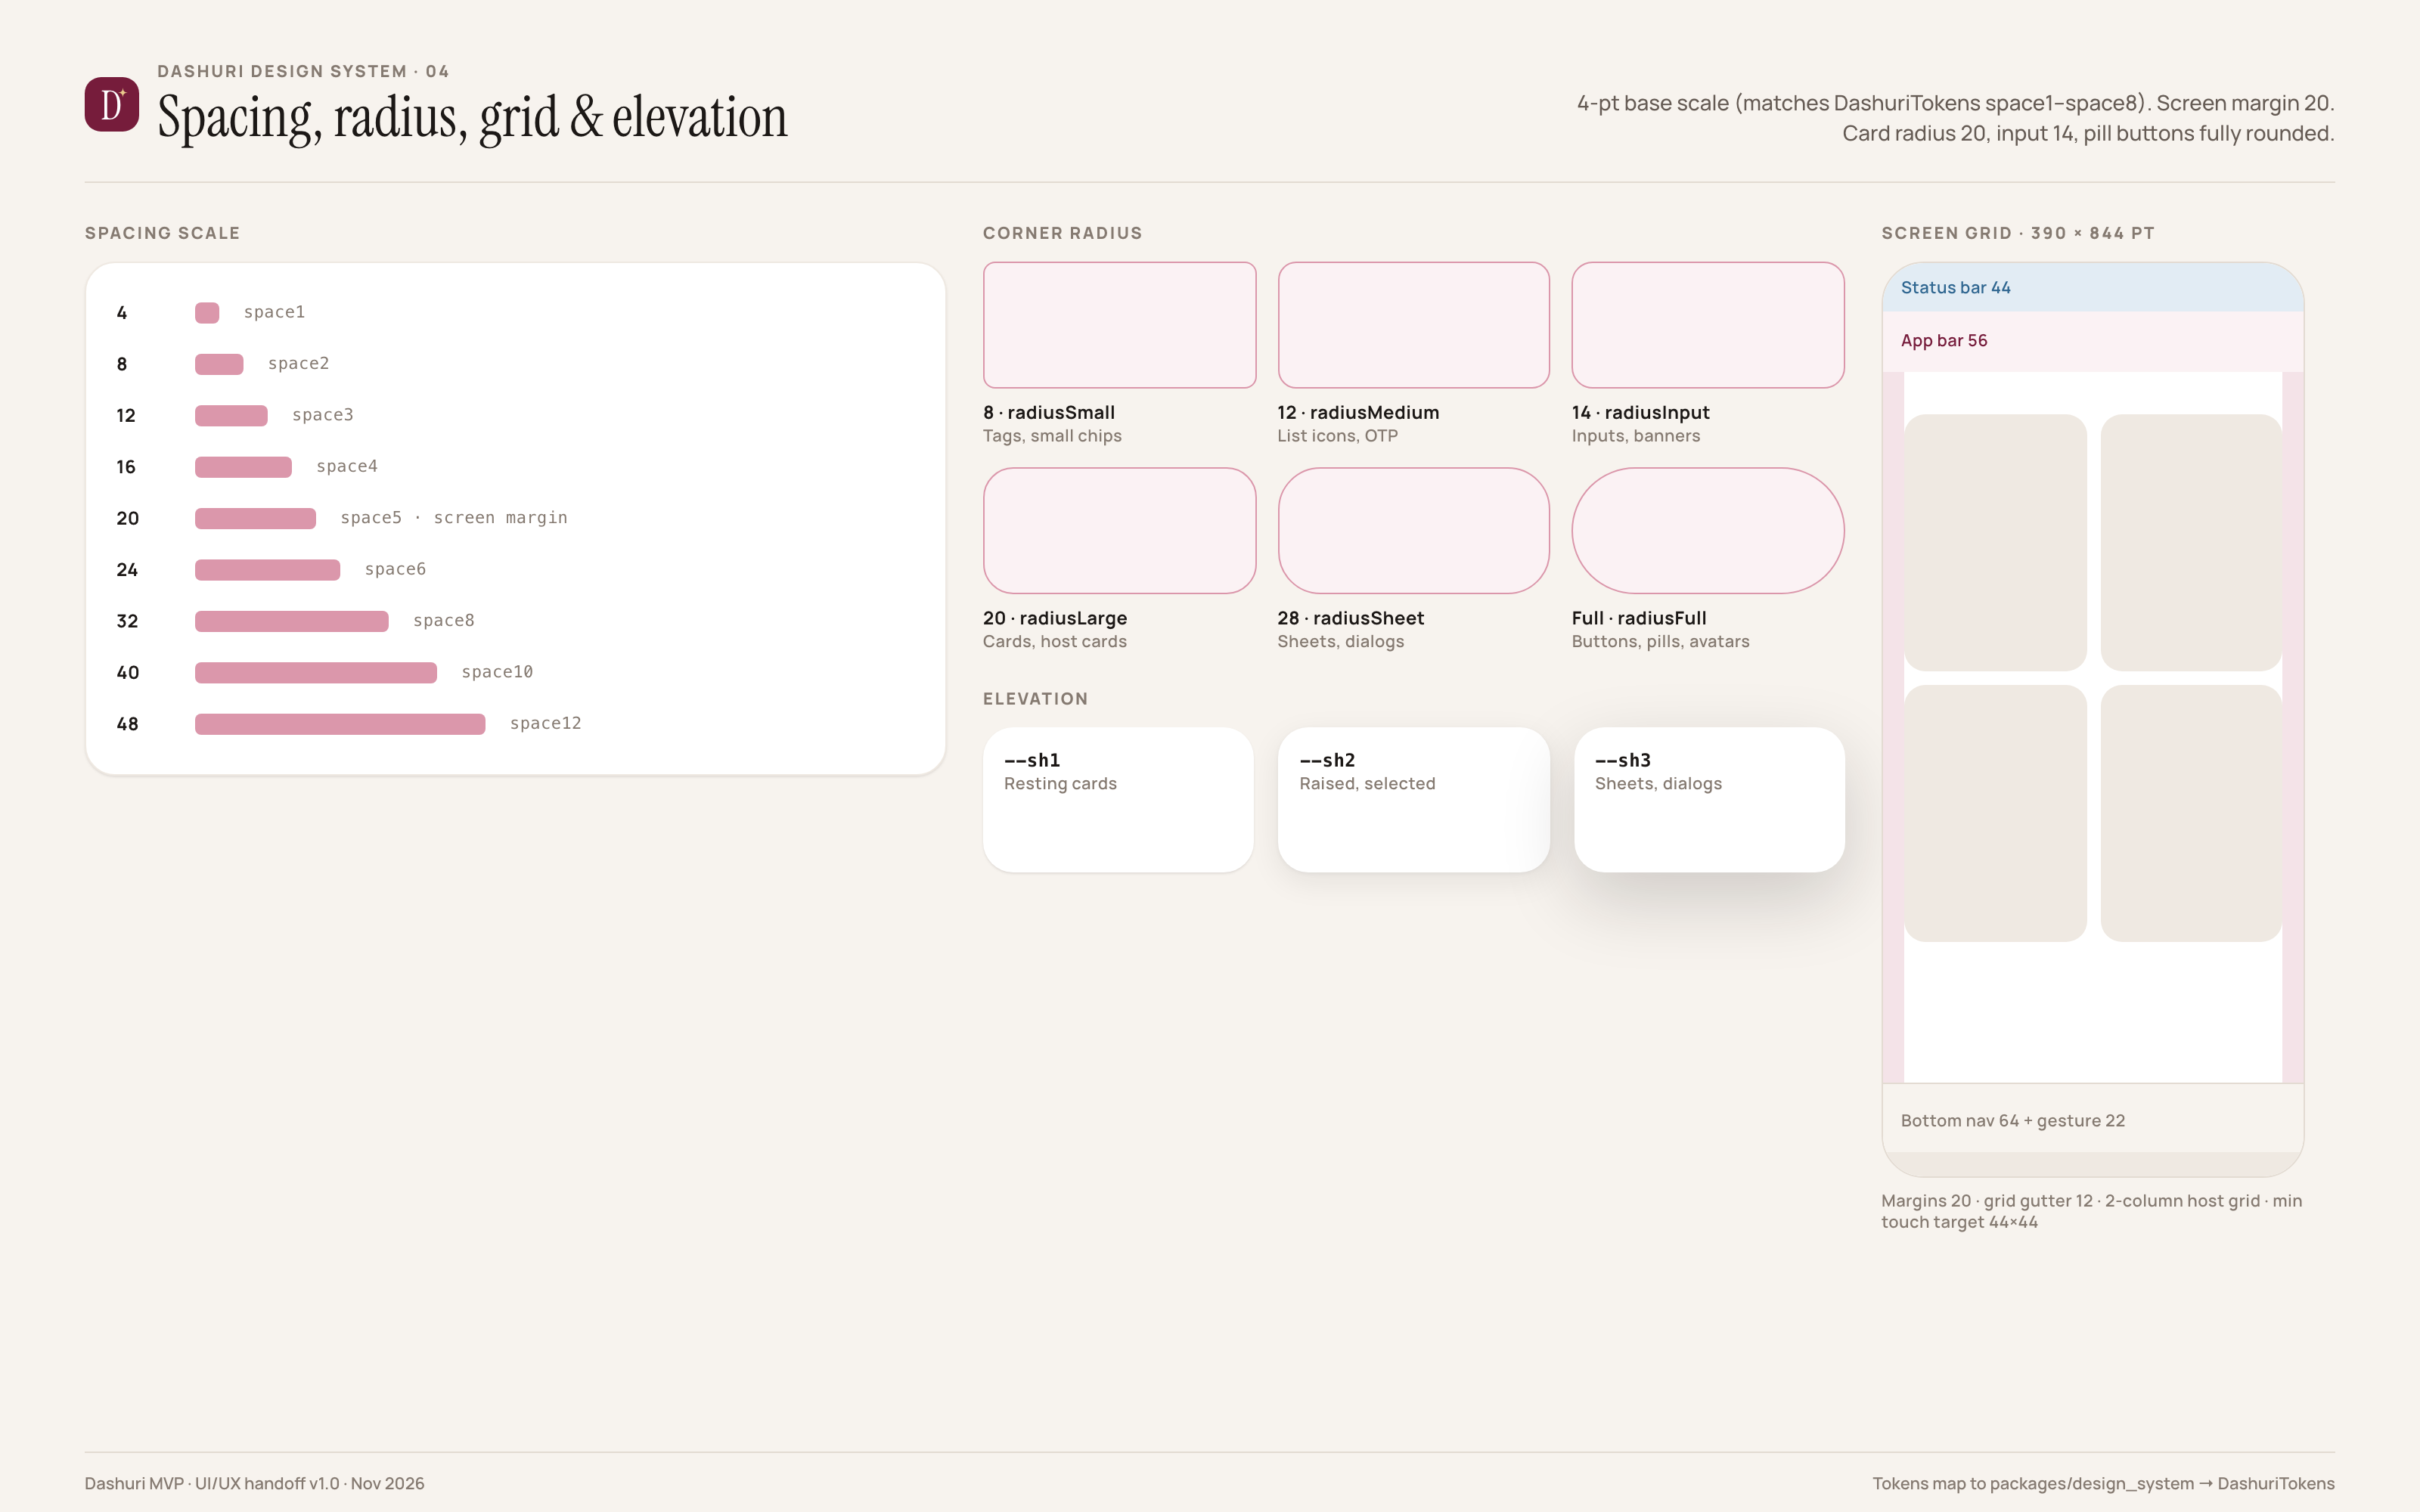 DASHURI DESIGN SYSTEM · 04
D
Spacing, radius, grid & elevation
4-pt base scale (matches DashuriTokens space1–space8). Screen margin 20.
Card radius 20, input 14, pill buttons fully rounded.
SPACING SCALE
4 space1
8 space2
12 space3
16 space4
20 space5 · screen margin
24 space6
32 space8
40 space10
48 space12
CORNER RADIUS
8 · radiusSmall
Tags, small chips
12 · radiusMedium
List icons, OTP
14 · radiusInput
Inputs, banners
20 · radiusLarge
Cards, host cards
28 · radiusSheet
Sheets, dialogs
Full · radiusFull
Buttons, pills, avatars
ELEVATION
--sh1
Resting cards
--sh2
Raised, selected
--sh3
Sheets, dialogs
SCREEN GRID · 390 × 844 PT
Status bar 44
App bar 56
Bottom nav 64 + gesture 22
Margins 20 · grid gutter 12 · 2-column host grid · min
touch target 44×44
Dashuri MVP · UI/UX handoff v1.0 · Nov 2026
Tokens map to packages/design_system → DashuriTokens